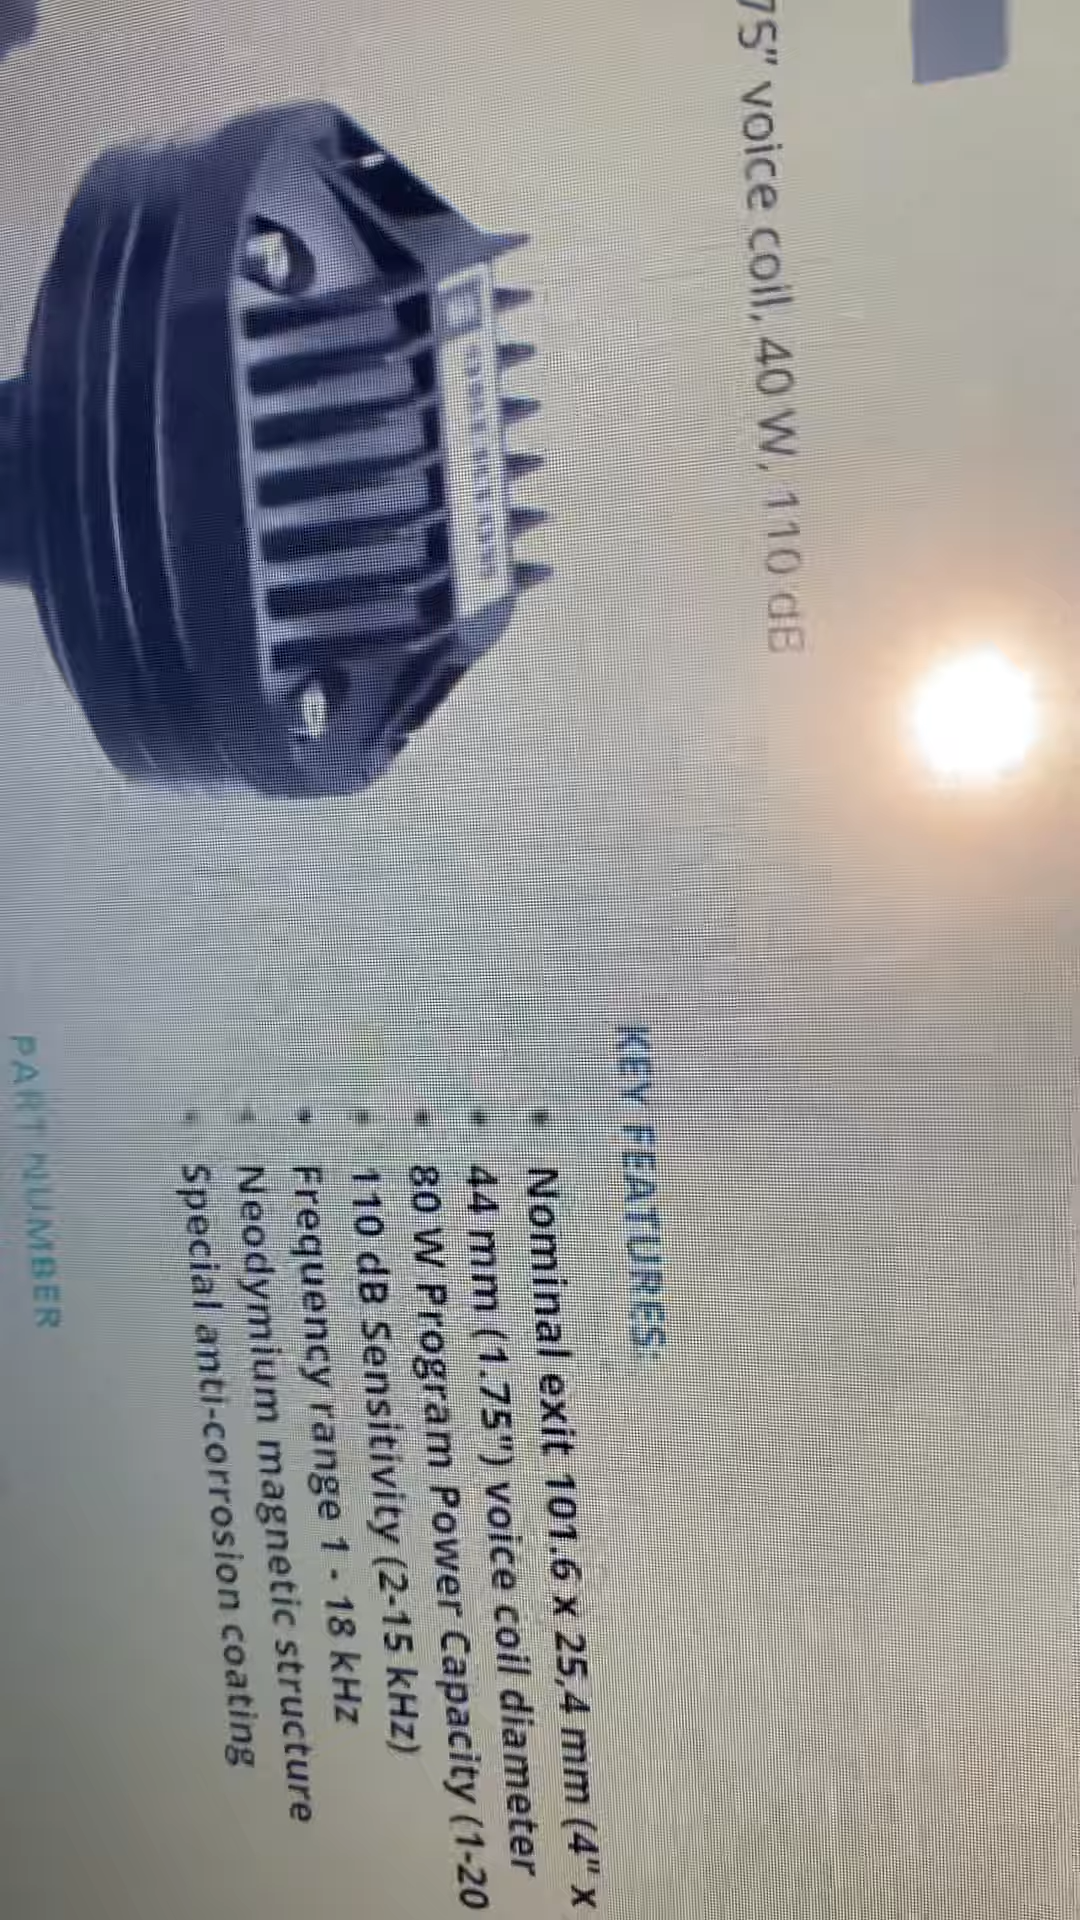 75" voice coil, 40 W, 110 dB
KEY FEATURES:
• Nominal exit 101.6 x 25,4 mm (4" x
• 44 mm (1.75") voice coil diameter
• 80 W Program Power Capacity (1-20
• 110 dB Sensitivity (2-15 kHz)
• Frequency range 1 - 18 kHz
• Neodymium magnetic structure
• Special anti-corrosion coating
PART NUMBER